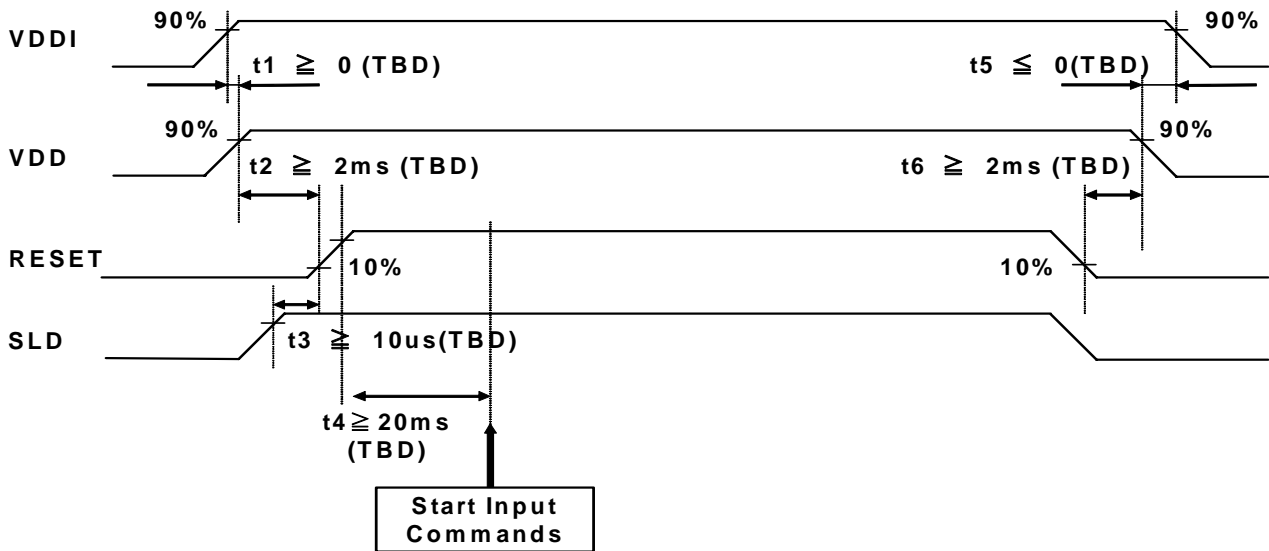 90%
90%
VDDI
t1 ≧ 0 (TBD)
t5 ≦ 0(TBD)
90%
90%
VDD
t2 ≧ 2ms (TBD)
t6 ≧ 2ms (TBD)
RESET
10%
10%
SLD
t3 ≧ 10us(TBD)
t4≧20ms
(TBD)
Start Input
Commands